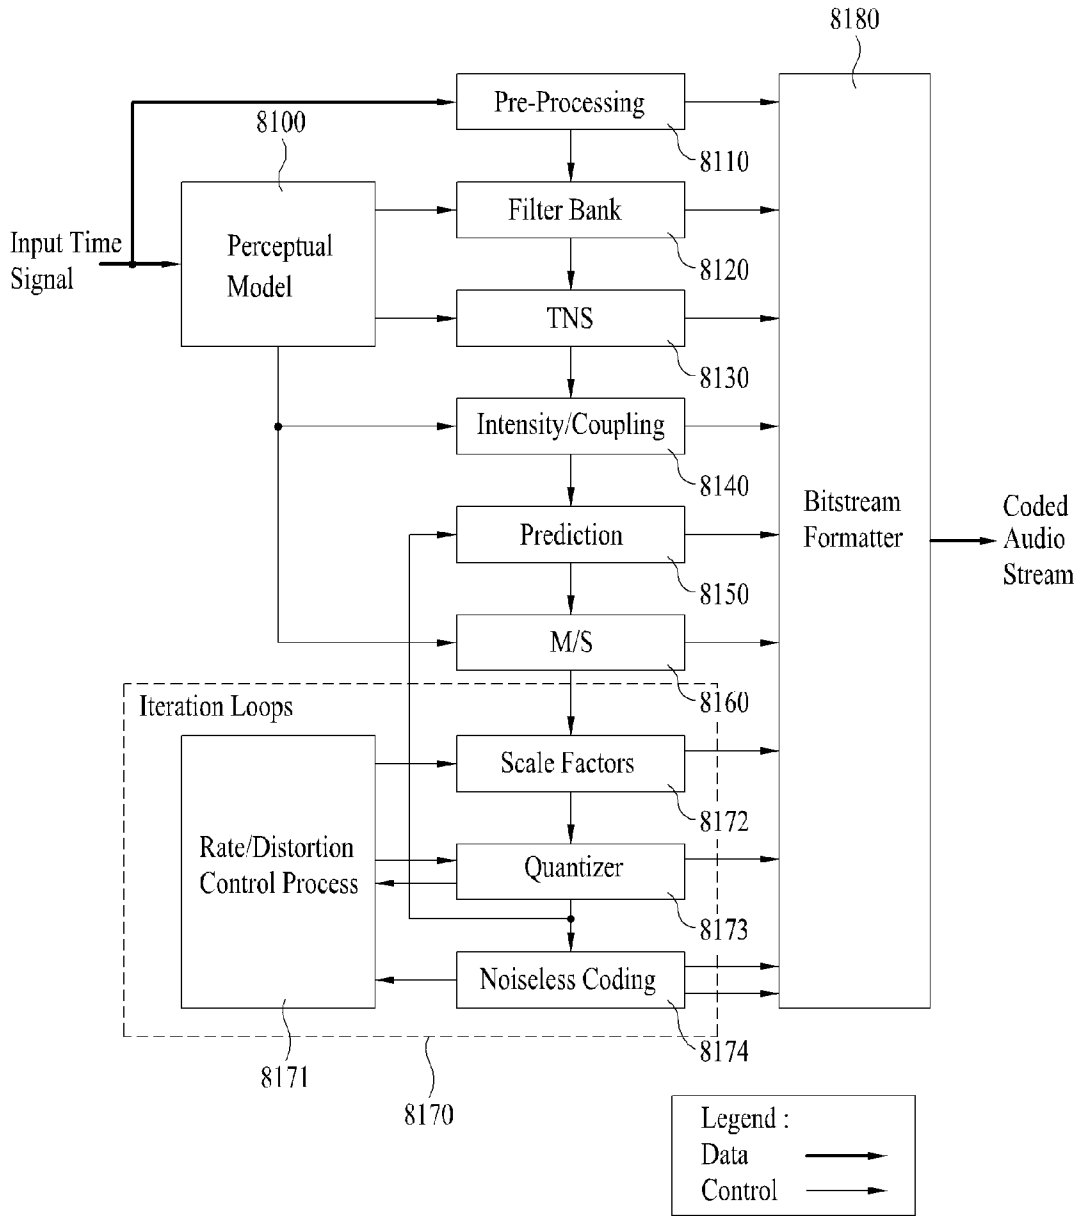 8180
Pre-Processing
8100
8110
Filter Bank
Input Time
Signal
Perceptual
Model
8120
TNS
8130
Intensity/Coupling
8140
Bitstream
Formatter
Coded
Audio
Stream
Prediction
8150
M/S
8160
Iteration Loops
Scale Factors
8172
Rate/Distortion
Control Process
Quantizer
8173
Noiseless Coding
8174
8171
8170
Legend :
Data
Control